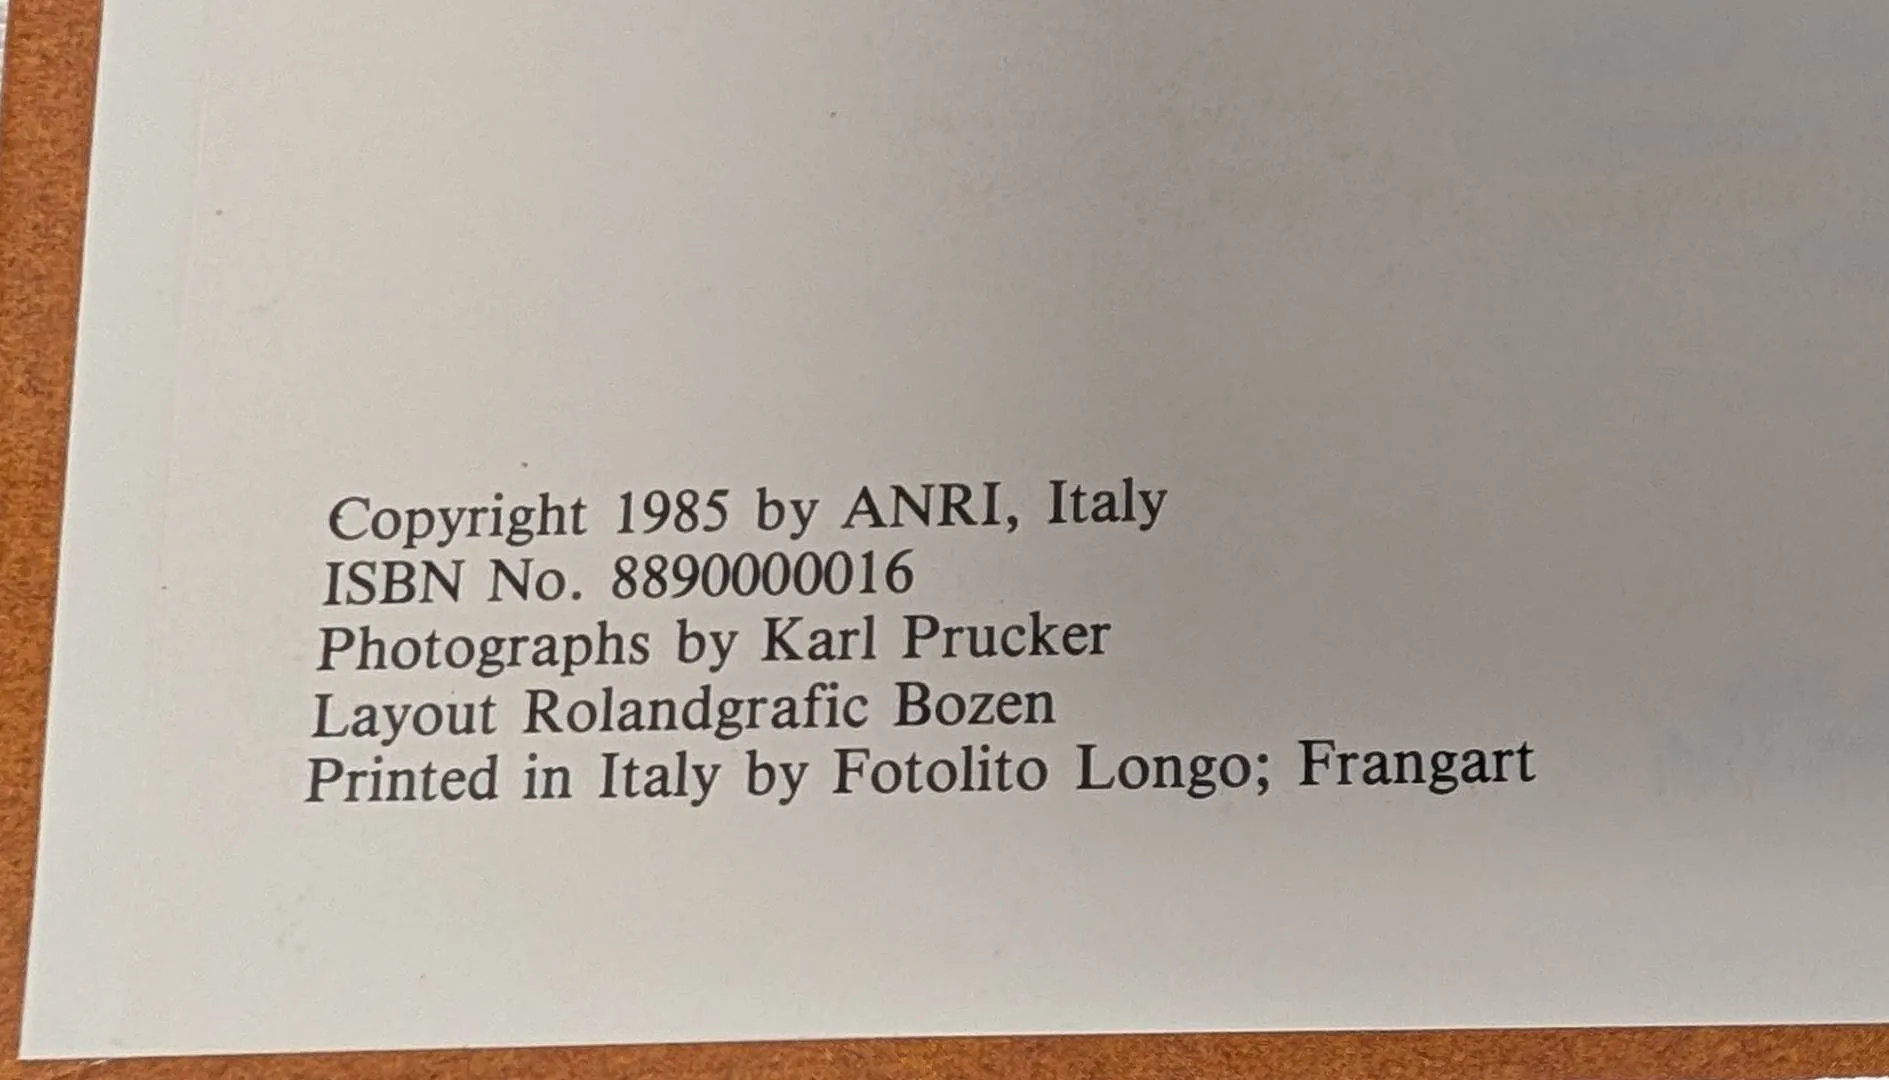 Copyright 1985 by ANRI, Italy
ISBN No. 8890000016
Photographs by Karl Prucker
Layout Rolandgrafic Bozen
Printed in Italy by Fotolito Longo; Frangart